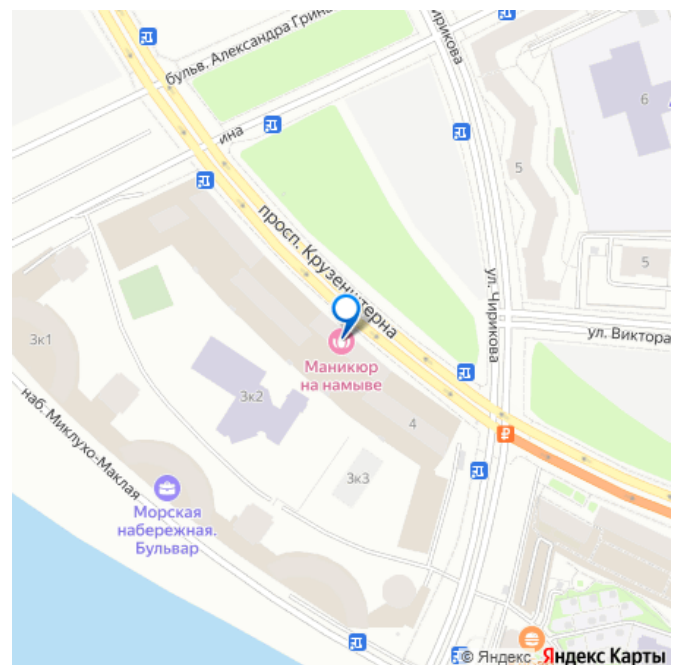 бульв. Александра Грина
ина
Чирикова
6
5
просп. Крузенштерна
5
ул. Чирикова
ул. Виктора
3к1
Маникюр
на намыве
3к2
4
наб. Миклухо-Маклая
3к3
Морская
набережная.
Бульвар
© Яндекс Яндекс Карты